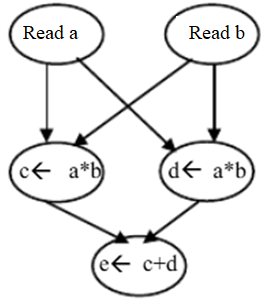 Read a
Read b
c← a*b
d← a*b
e← c+d